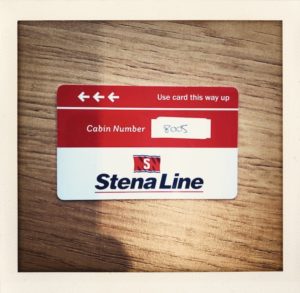 Use card this way up
Cabin Number 8005
S
Stena Line